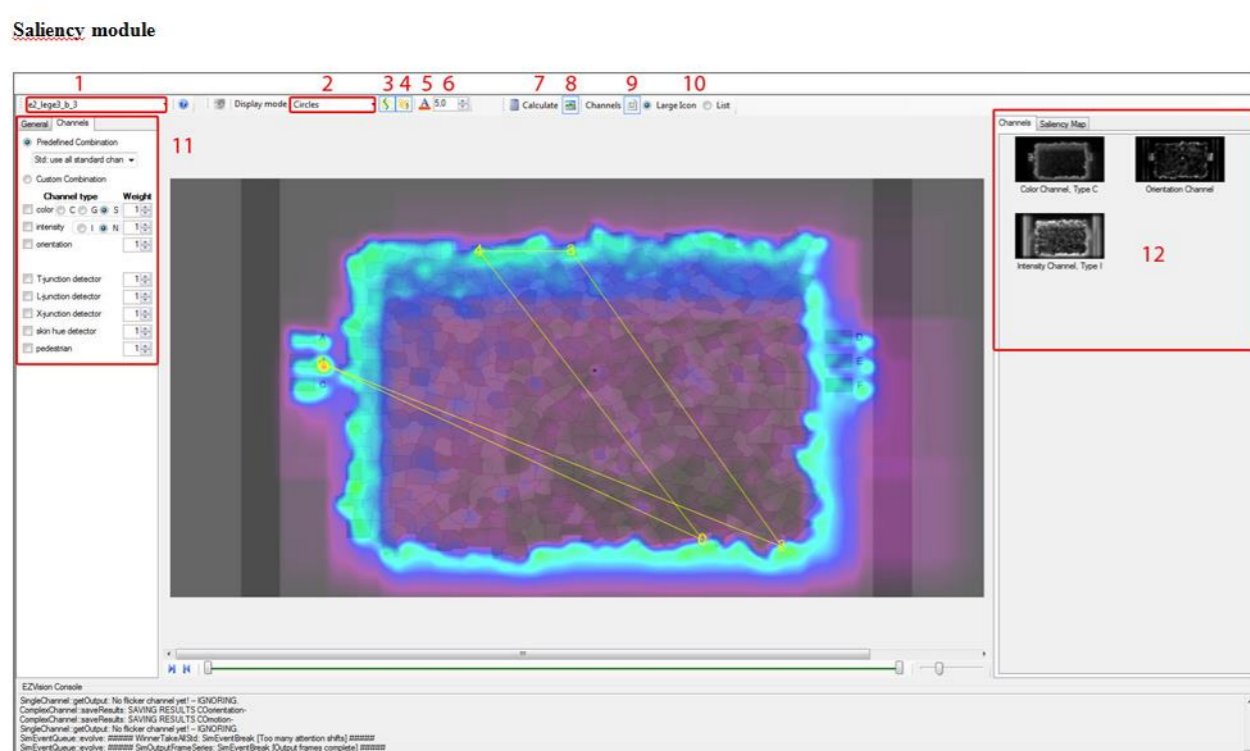 Saliency module
1 2 3 4 5 6 7 8 9 10
e2_lege3_b_3 Display mode Circles A 5.0 Calculate Channels Large Icon List
General Channels
Predefined Combination
Std: use all standard chan
Custom Combination
Channel type Weight
color C G S 1
intensity I N 1
orientation 1
T-junction detector 1
L-junction detector 1
X-junction detector 1
skin hue detector 1
pedestrian 1
11
4
3
0
D
E
Channels Saliency Map
Color Channel, Type C Orientation Channel
Intensity Channel, Type I
12
EZVision Console
SingleChannel::getOutput: No flicker channel yet! -- IGNORING.
ComplexChannel::saveResults: SAVING RESULTS COorientation-
ComplexChannel::saveResults: SAVING RESULTS COmotion-
SingleChannel::getOutput: No flicker channel yet! -- IGNORING.
SimEventQueue::evolve: ##### WinnerTakeAllStd: SimEventBreak [Too many attention shifts] #####
SimEventQueue::evolve: ##### SimOutputFrameSeries: SimEventBreak [Output frames complete] #####